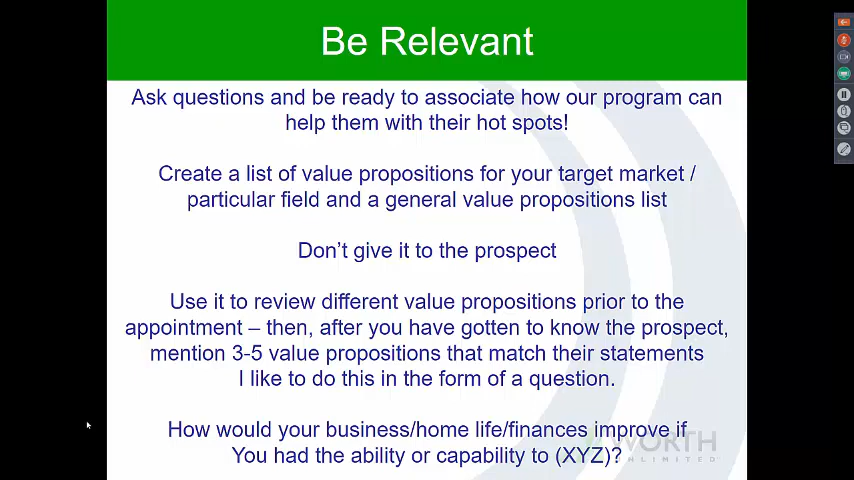 Be Relevant
Ask questions and be ready to associate how our program can
help them with their hot spots!
Create a list of value propositions for your target market /
particular field and a general value propositions list
Don't give it to the prospect
Use it to review different value propositions prior to the
appointment – then, after you have gotten to know the prospect,
mention 3-5 value propositions that match their statements
I like to do this in the form of a question.
How would your business/home life/finances improve if
You had the ability or capability to (XYZ)?
WORTH
UNLIMITED